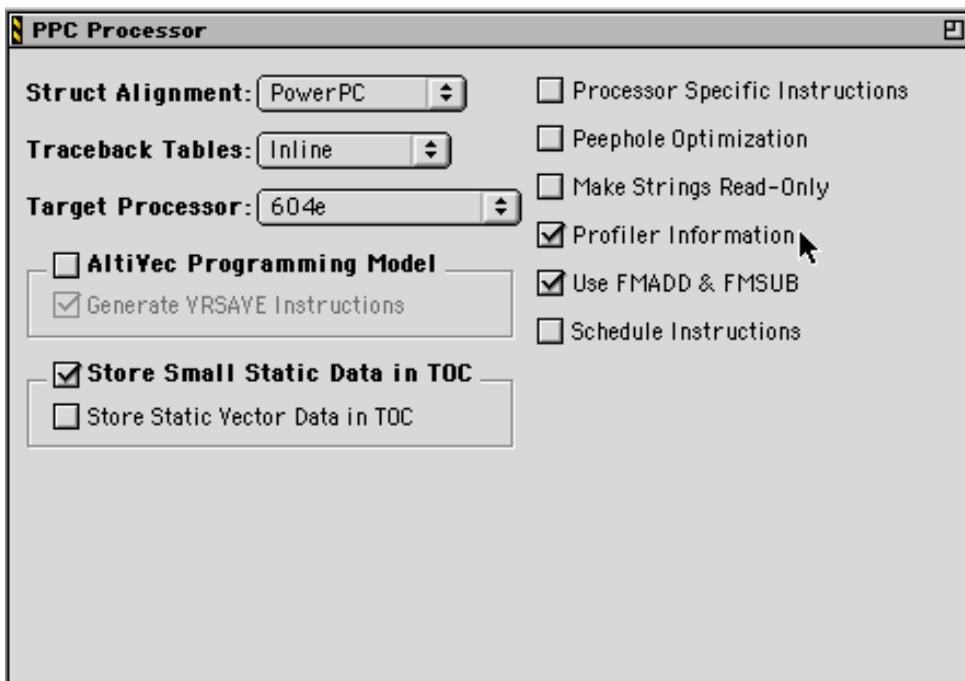 PPC Processor
Struct Alignment: PowerPC
Traceback Tables: Inline
Target Processor: 604e
AltiVec Programming Model
Generate VRSAVE Instructions
Store Small Static Data in TOC
Store Static Vector Data in TOC
Processor Specific Instructions
Peephole Optimization
Make Strings Read-Only
Profiler Information
Use FMADD & FMSUB
Schedule Instructions